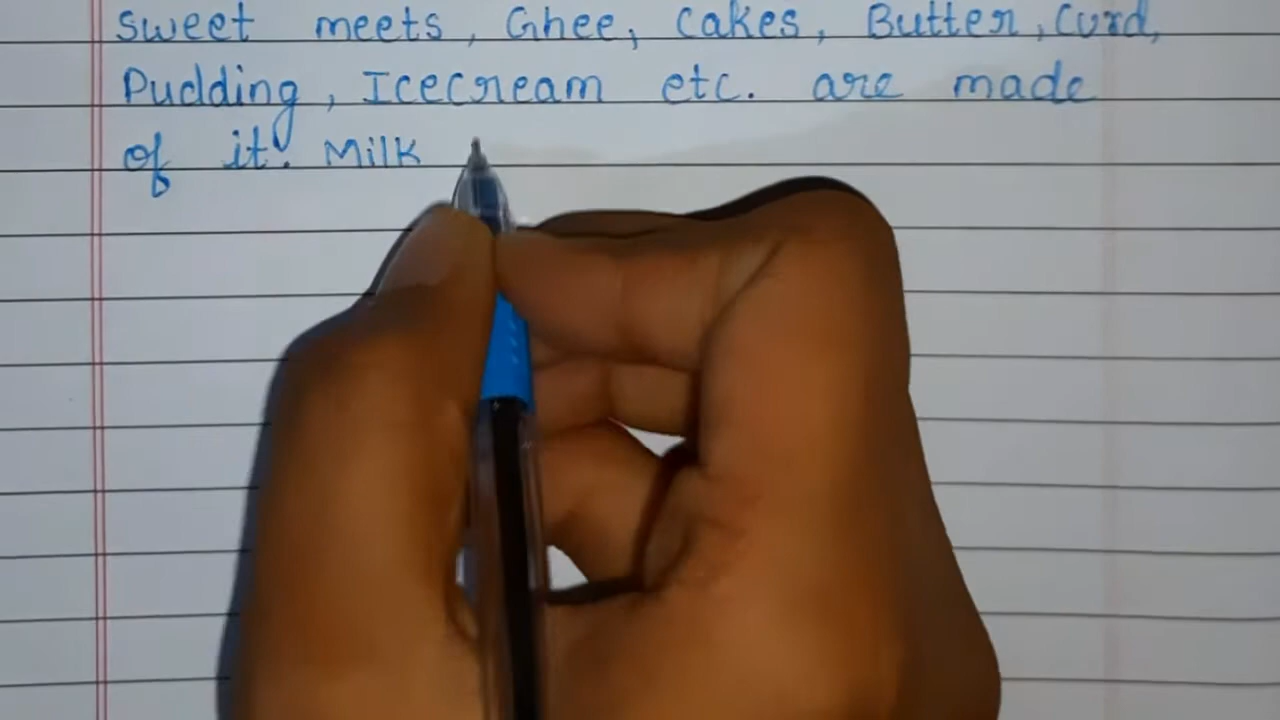 Sweet meets, Ghee, Cakes, Butter, Curd,
Pudding, Icecream etc. are made
of it. Milk